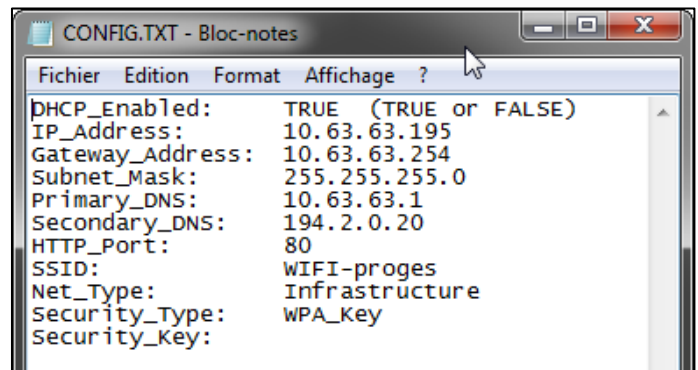 CONFIG.TXT - Bloc-notes
Fichier Edition Format Affichage ?
DHCP_Enabled: TRUE (TRUE or FALSE)
IP_Address: 10.63.63.195
Gateway_Address: 10.63.63.254
Subnet_Mask: 255.255.255.0
Primary_DNS: 10.63.63.1
Secondary_DNS: 194.2.0.20
HTTP_Port: 80
SSID: WIFI-proges
Net_Type: Infrastructure
Security_Type: WPA_Key
Security_Key: